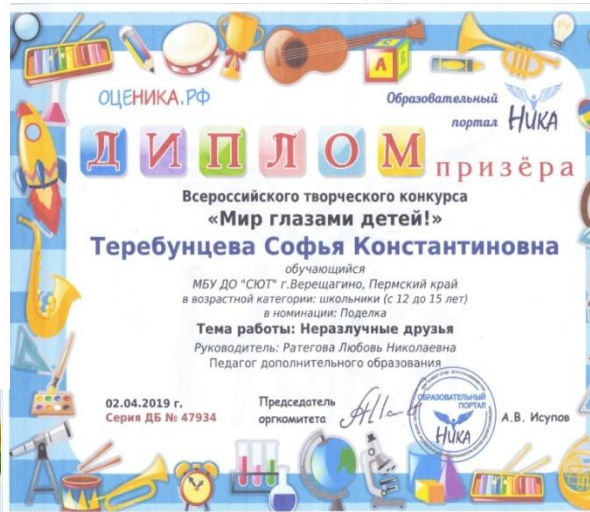 ОЦЕНИКА.РФ
Образовательный
портал НИКА
ДИПЛОМ призёра
Всероссийского творческого конкурса
«Мир глазами детей!»
Теребунцева Софья Константиновна
обучающийся
МБУ ДО "СЮТ" г.Верещагино, Пермский край
в возрастной категории: школьники (с 12 до 15 лет)
в номинации: Поделка
Тема работы: Неразлучные друзья
Руководитель: Ратегова Любовь Николаевна
Педагог дополнительного образования
02.04.2019 г.
Серия ДБ № 47934
Председатель
оргкомитета
ОБРАЗОВАТЕЛЬНЫЙ
ПОРТАЛ
НИКА
А.В. Исупов
А